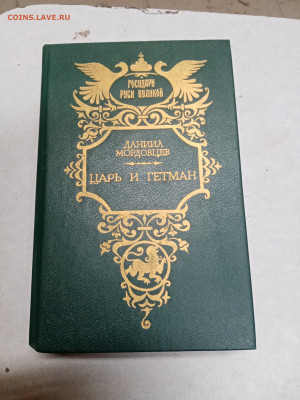 COINS.LAVE.RU
ГОСУДАРИ
РУСИ ВЕЛИКОЙ
ДАНИИЛ
МОРДОВЦЕВ
ЦАРЬ И ГЕТМАН